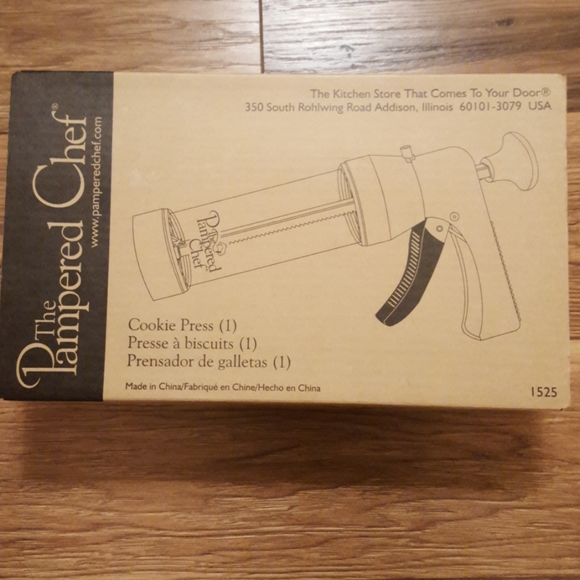 The Pampered Chef®
www.pamperedchef.com
The Kitchen Store That Comes To Your Door®
350 South Rohlwing Road Addison, Illinois 60101-3079 USA
The
Pampered
Chef
Cookie Press (1)
Presse à biscuits (1)
Prensador de galletas (1)
Made in China/Fabriqué en Chine/Hecho en China
1525